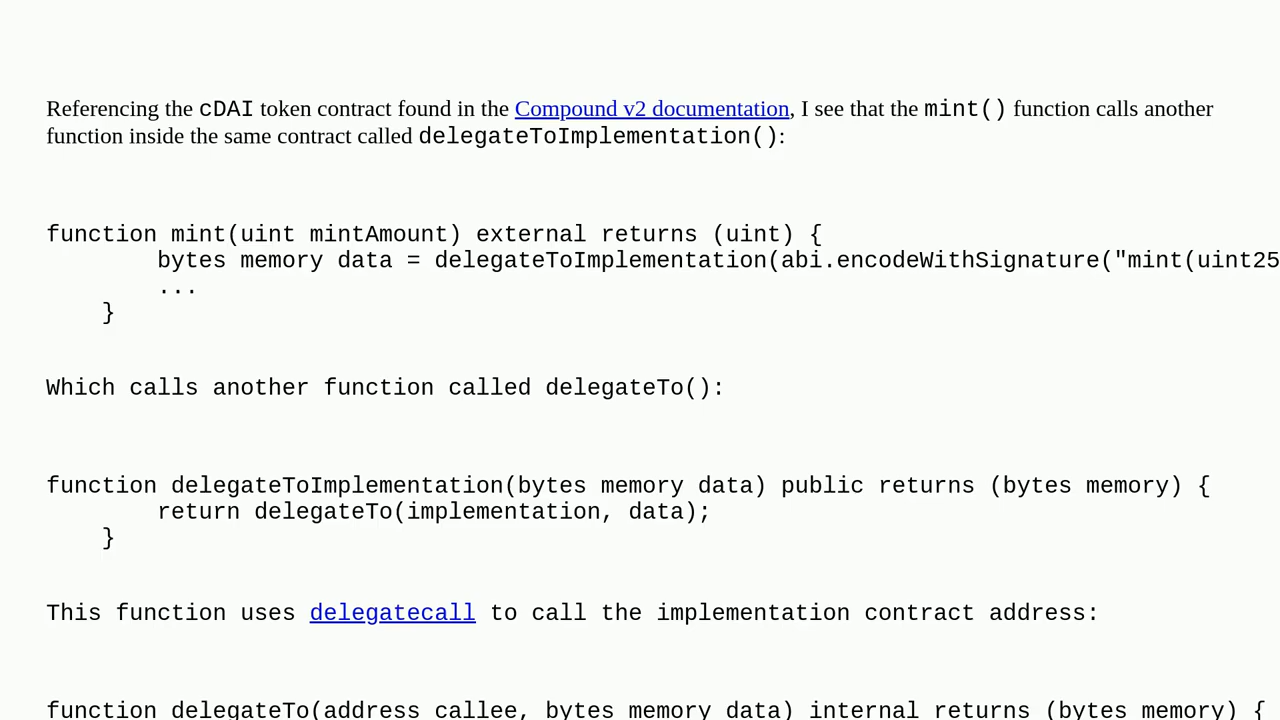 Referencing the cDAI token contract found in the Compound v2 documentation, I see that the mint() function calls another
function inside the same contract called delegateToImplementation():
function mint(uint mintAmount) external returns (uint) {
        bytes memory data = delegateToImplementation(abi.encodeWithSignature("mint(uint25
        ...
    }
Which calls another function called delegateTo():
function delegateToImplementation(bytes memory data) public returns (bytes memory) {
        return delegateTo(implementation, data);
    }
This function uses delegatecall to call the implementation contract address:
function delegateTo(address callee, bytes memory data) internal returns (bytes memory) {